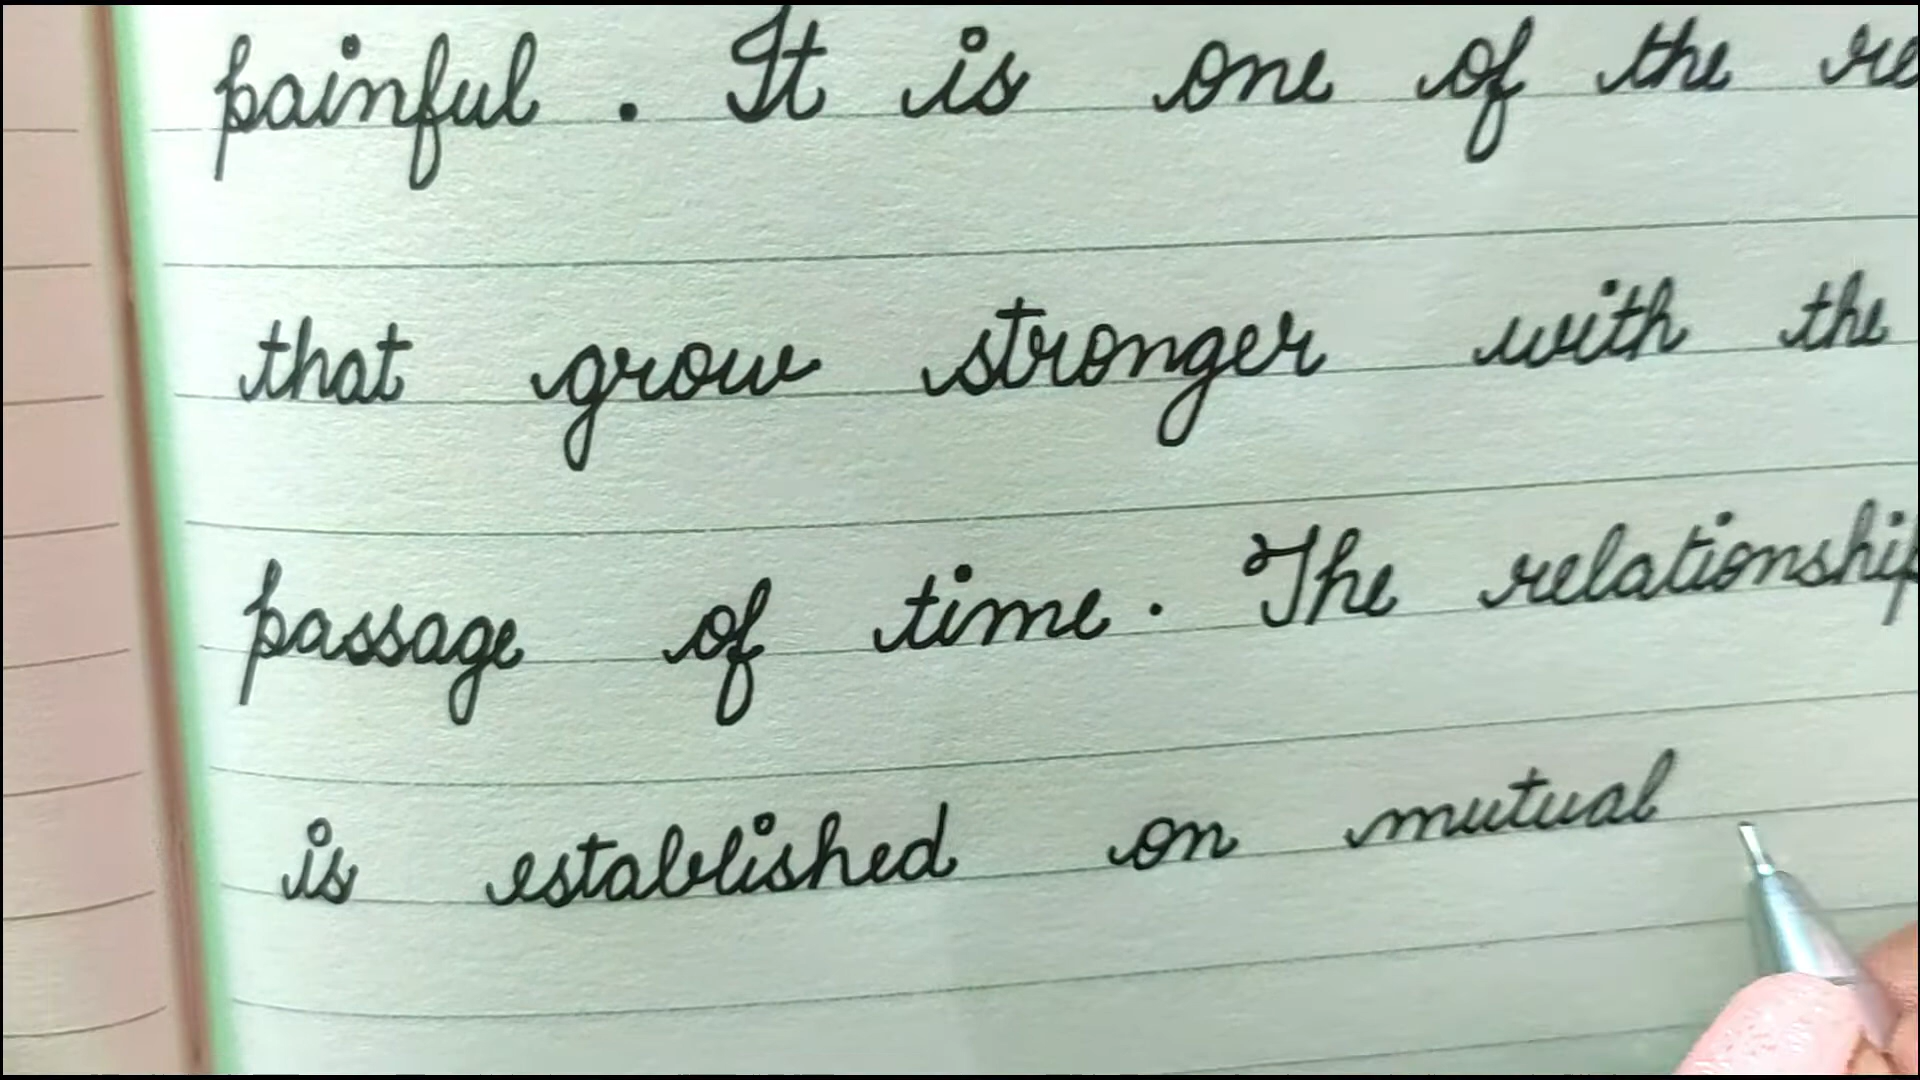 painful . It is one of the re
that grow stronger with the
passage of time. The relationship
is established on mutual